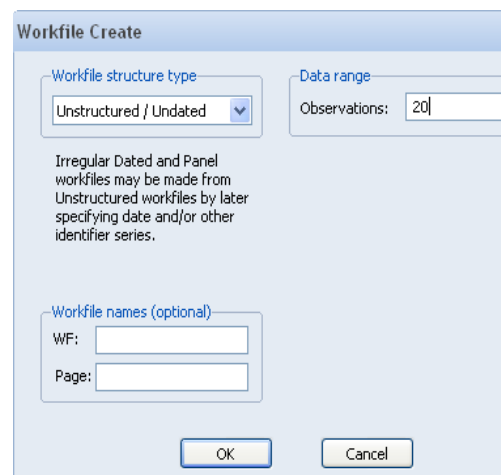 Workfile Create
Workfile structure type
Unstructured / Undated
Data range
Observations: 20
Irregular Dated and Panel
workfiles may be made from
Unstructured workfiles by later
specifying date and/or other
identifier series.
Workfile names (optional)
WF:
Page:
OK
Cancel